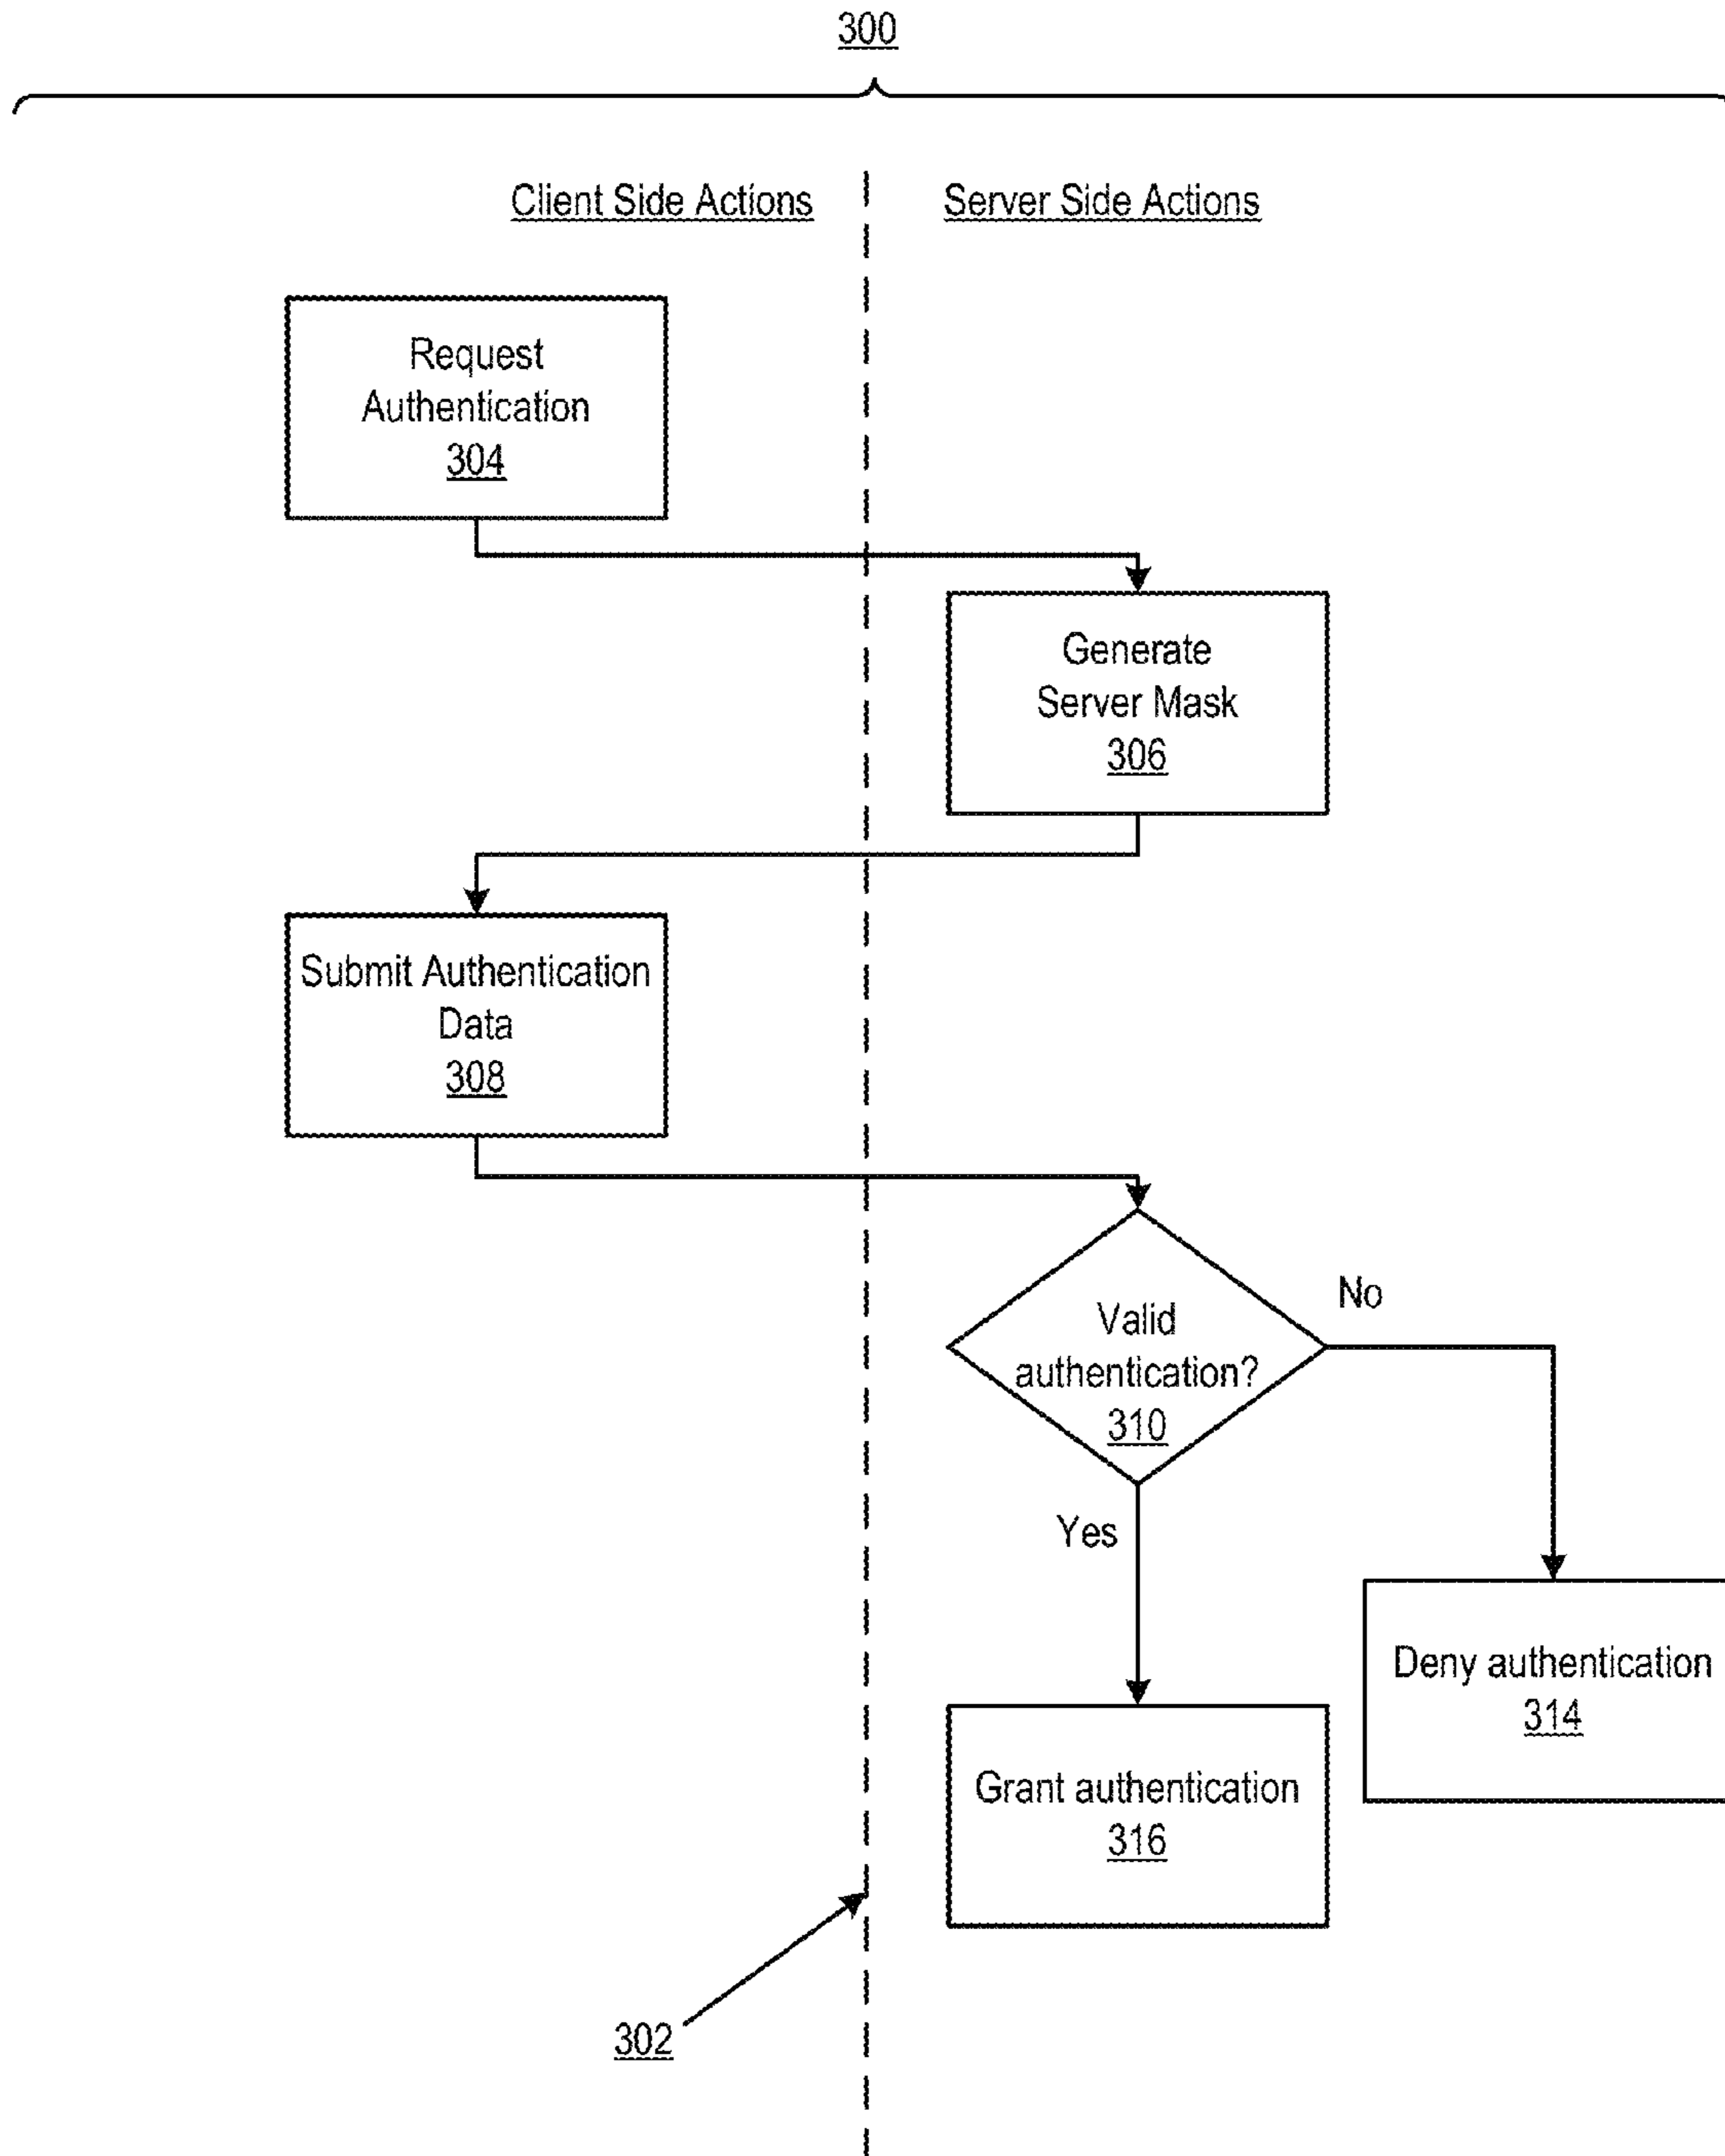 300
Client Side Actions
Server Side Actions
Request
Authentication
304
Generate
Server Mask
306
Submit Authentication
Data
308
Valid
authentication?
310
No
Yes
Deny authentication
314
Grant authentication
316
302